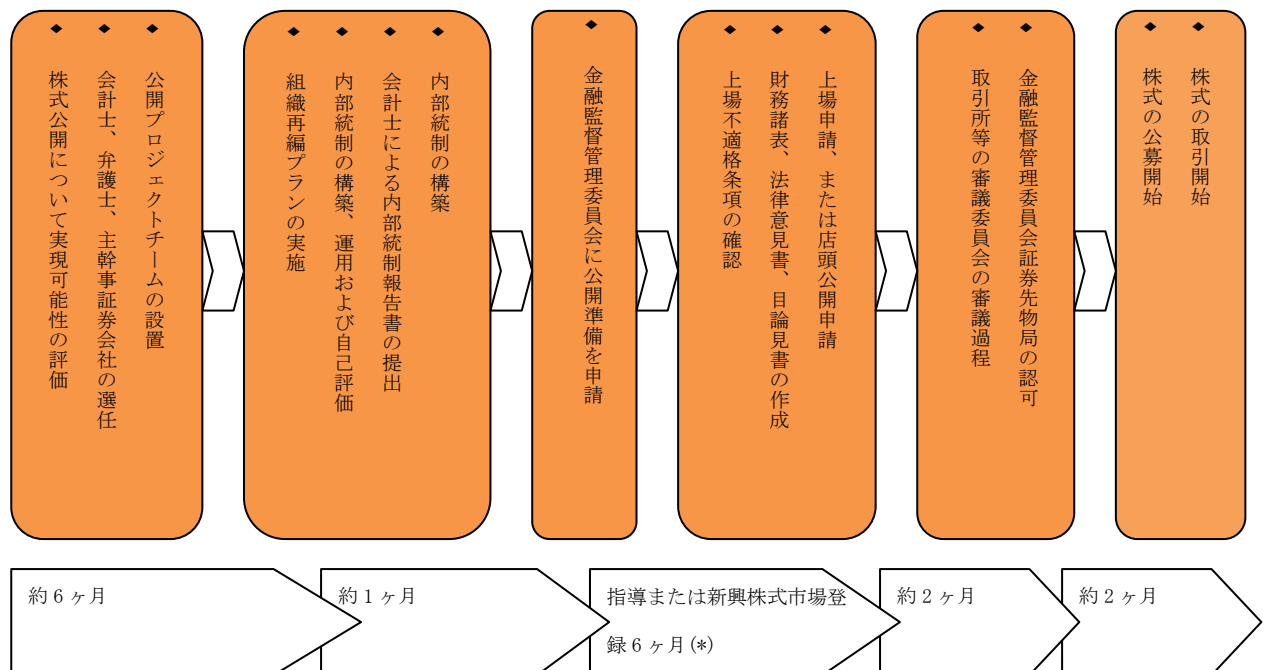 ◆ 公開プロジェクトチームの設置
◆ 会計士、弁護士、主幹事証券会社の選任
◆ 株式公開について実現可能性の評価
◆ 内部統制の構築
◆ 会計士による内部統制報告書の提出
◆ 内部統制の構築、運用および自己評価
◆ 組織再編プランの実施
◆ 金融監督管理委員会に公開準備を申請
◆ 上場申請、または店頭公開申請
◆ 財務諸表、法律意見書、目論見書の作成
◆ 上場不適格条項の確認
◆ 金融監督管理委員会証券先物局の認可
◆ 取引所等の審議委員会の審議過程
◆ 株式の取引開始
◆ 株式の公募開始
約 6 ヶ月
約 1 ヶ月
指導または新興株式市場登
録 6 ヶ月(*)
約 2 ヶ月
約 2 ヶ月